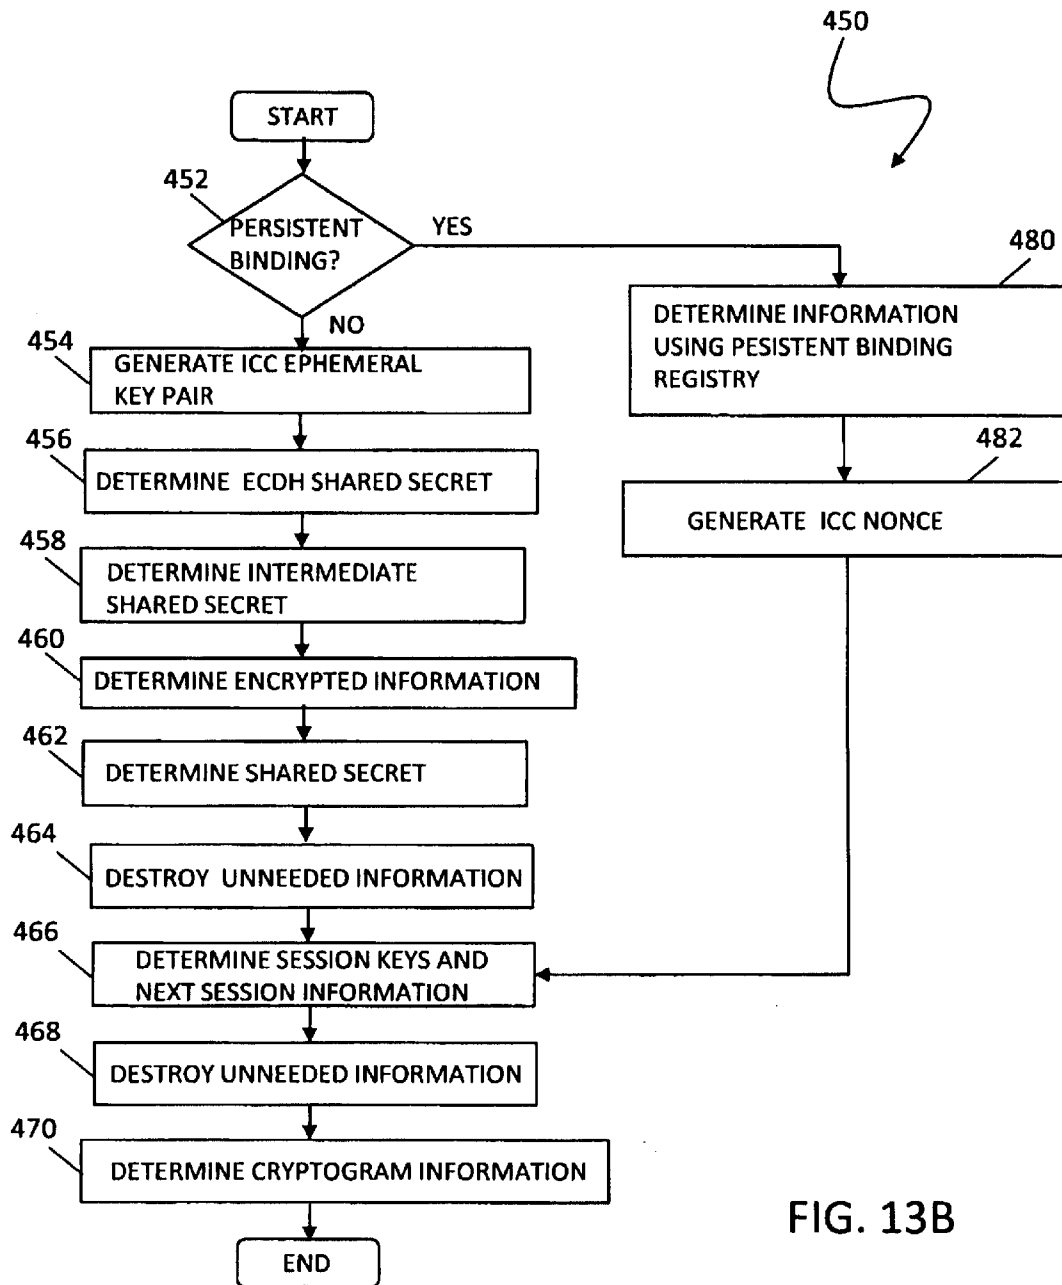 450
START
452
PERSISTENT
BINDING?
YES
NO
480
DETERMINE INFORMATION
USING PESISTENT BINDING
REGISTRY
454
GENERATE ICC EPHEMERAL
KEY PAIR
482
GENERATE ICC NONCE
456
DETERMINE ECDH SHARED SECRET
458
DETERMINE INTERMEDIATE
SHARED SECRET
460
DETERMINE ENCRYPTED INFORMATION
462
DETERMINE SHARED SECRET
464
DESTROY UNNEEDED INFORMATION
466
DETERMINE SESSION KEYS AND
NEXT SESSION INFORMATION
468
DESTROY UNNEEDED INFORMATION
470
DETERMINE CRYPTOGRAM INFORMATION
END
FIG. 13B